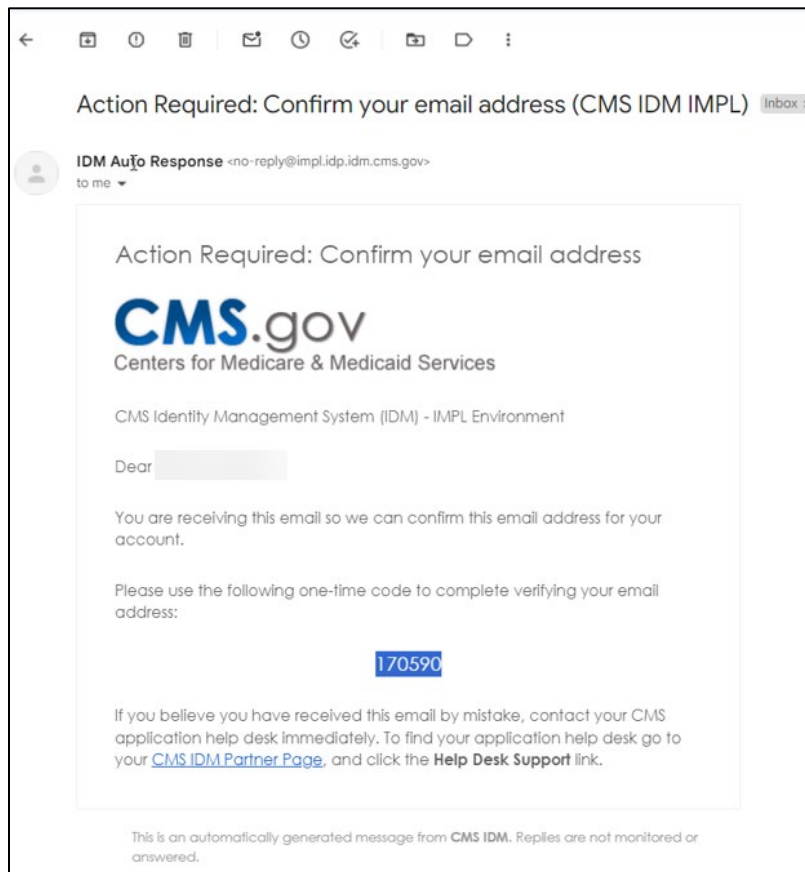 Action Required: Confirm your email address (CMS IDM IMPL) Inbox
IDM Auto Response <no-reply@impl.idp.idm.cms.gov>
to me
Action Required: Confirm your email address
CMS.gov
Centers for Medicare & Medicaid Services
CMS Identity Management System (IDM) - IMPL Environment
Dear
You are receiving this email so we can confirm this email address for your
account.
Please use the following one-time code to complete verifying your email
address:
170590
If you believe you have received this email by mistake, contact your CMS
application help desk immediately. To find your application help desk go to
your CMS IDM Partner Page, and click the Help Desk Support link.
This is an automatically generated message from CMS IDM. Replies are not monitored or
answered.